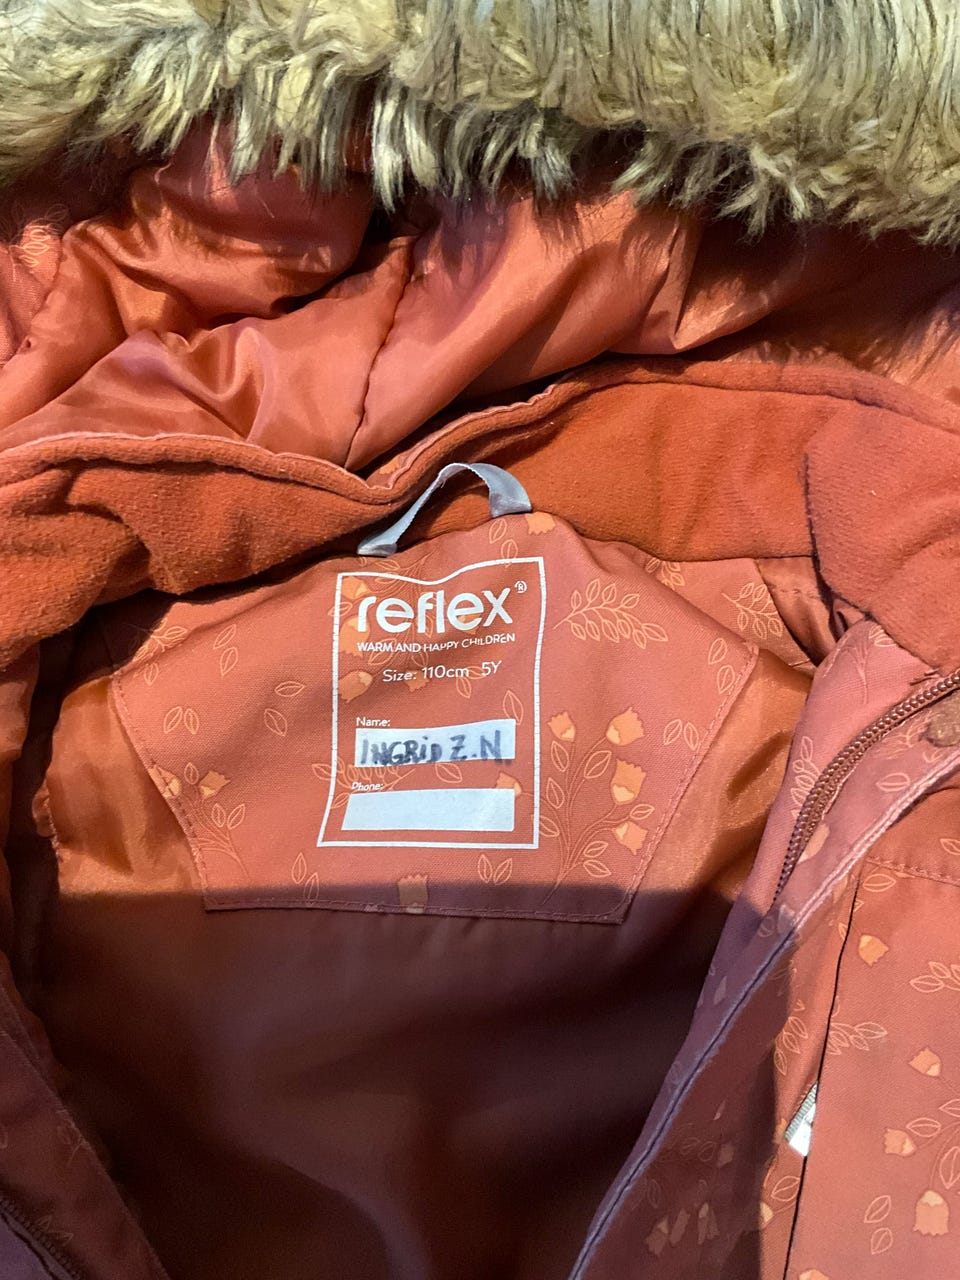 reflex®
WARM AND HAPPY CHILDREN
Size: 110cm 5Y
Name:
INGRID Z.N
Phone: